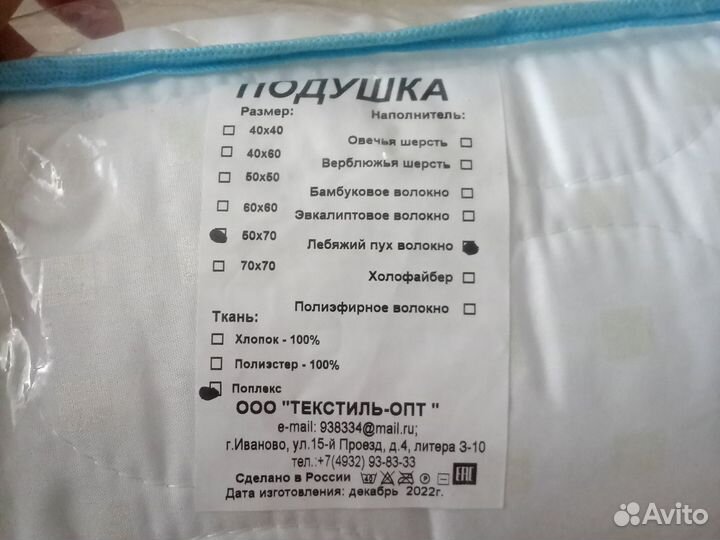 ПОДУШКА
Размер: Наполнитель:
40х40 Овечья шерсть
40х60 Верблюжья шерсть
50х50 Бамбуковое волокно
60х60 Эвкалиптовое волокно
50х70 Лебяжий пух волокно
70х70 Холофайбер
Полиэфирное волокно
Ткань:
Хлопок - 100%
Полиэстер - 100%
Поплекс
ООО "ТЕКСТИЛЬ-ОПТ "
e-mail: 938334@mail.ru;
г.Иваново, ул.15-й Проезд, д.4, литера 3-10
тел.:+7(4932) 93-83-33
Сделано в России EAC
Дата изготовления: декабрь 2022г.
Avito